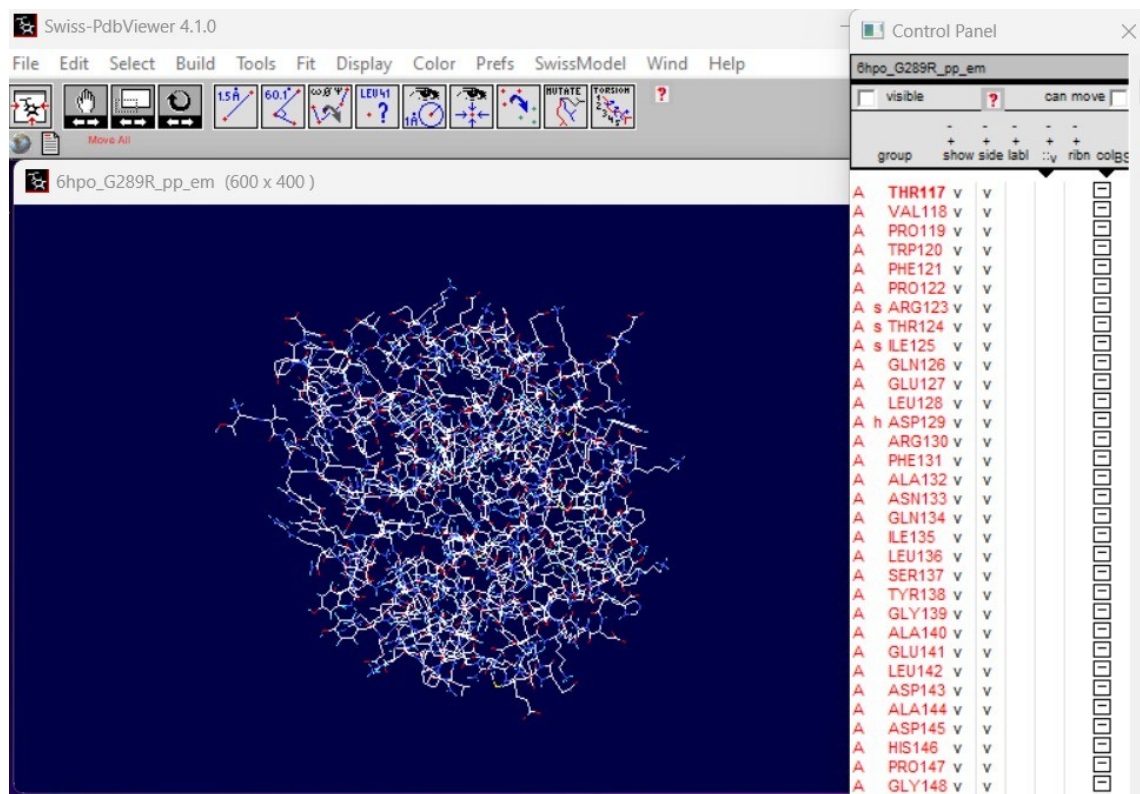 Swiss-PdbViewer 4.1.0
File Edit Select Build Tools Fit Display Color Prefs SwissModel Wind Help
1.5Å 60.1° ω Φ Ψ LEU41 ? 1Å MUTATE TORSION ?
Move All
6hpo_G289R_pp_em (600 x 400 )
Control Panel
6hpo_G289R_pp_em
visible ? can move
- - - - -
+ + + + +
group show side labl ::v ribn col BS
A THR117 v v
A VAL118 v v
A PRO119 v v
A TRP120 v v
A PHE121 v v
A PRO122 v v
A s ARG123 v v
A s THR124 v v
A s ILE125 v v
A GLN126 v v
A GLU127 v v
A LEU128 v v
A h ASP129 v v
A ARG130 v v
A PHE131 v v
A ALA132 v v
A ASN133 v v
A GLN134 v v
A ILE135 v v
A LEU136 v v
A SER137 v v
A TYR138 v v
A GLY139 v v
A ALA140 v v
A GLU141 v v
A LEU142 v v
A ASP143 v v
A ALA144 v v
A ASP145 v v
A HIS146 v v
A PRO147 v v
A GLY148 v v